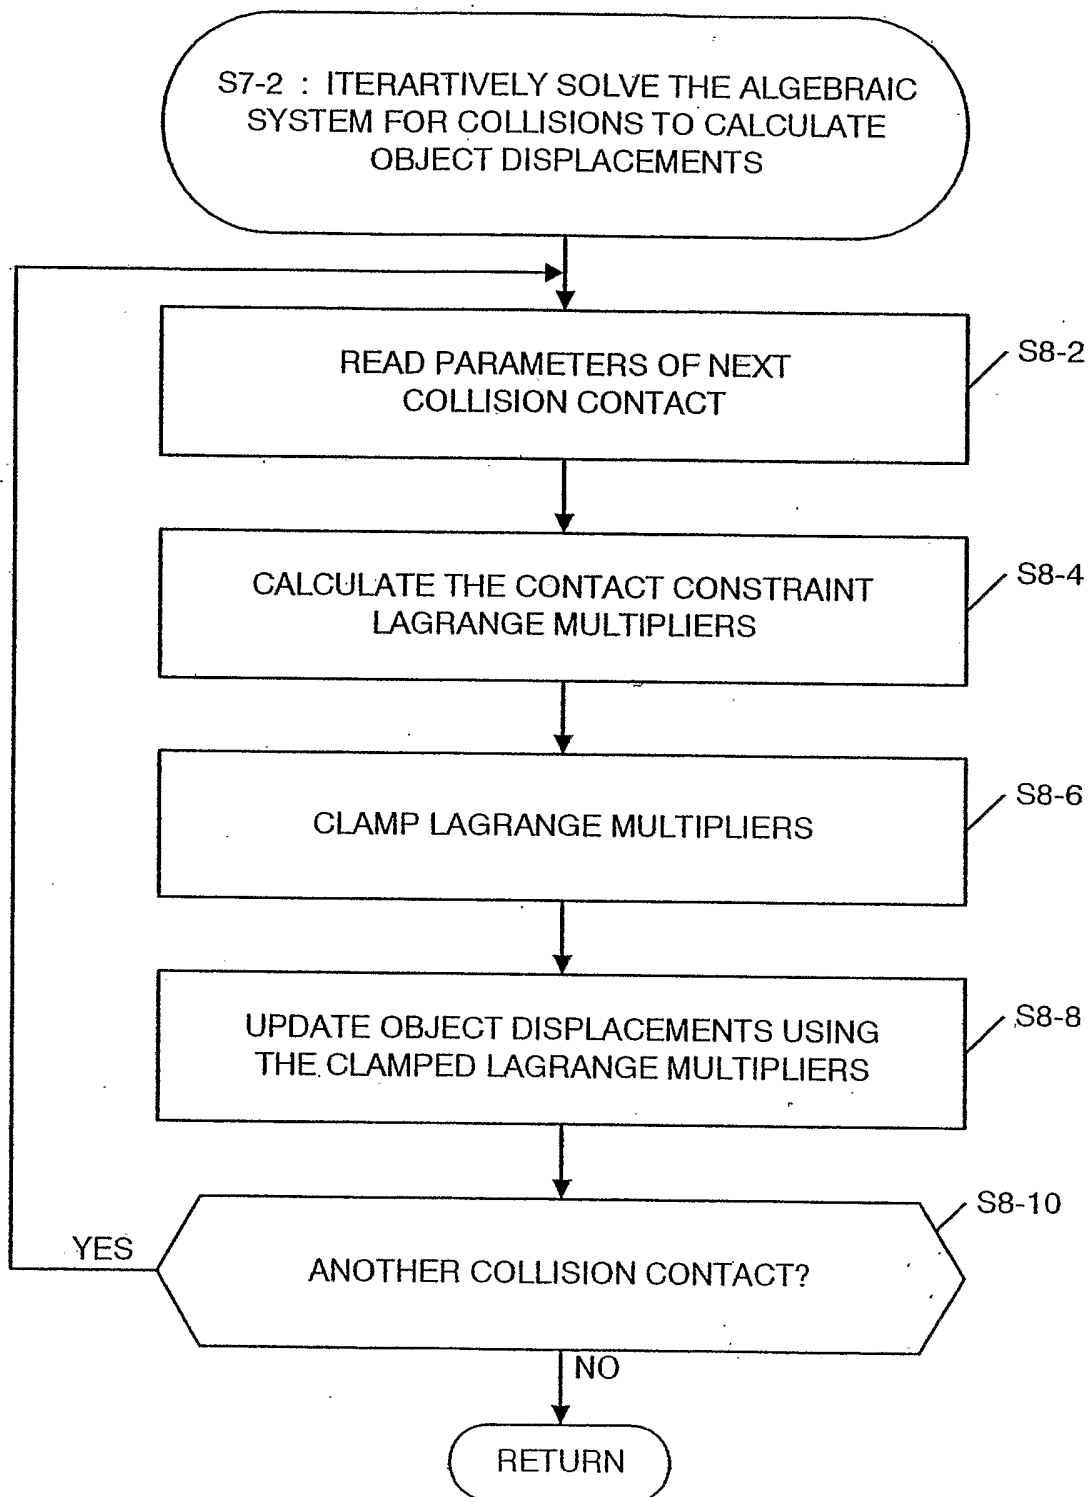 S7-2 : ITERARTIVELY SOLVE THE ALGEBRAIC
SYSTEM FOR COLLISIONS TO CALCULATE
OBJECT DISPLACEMENTS
READ PARAMETERS OF NEXT
COLLISION CONTACT
S8-2
CALCULATE THE CONTACT CONSTRAINT
LAGRANGE MULTIPLIERS
S8-4
CLAMP LAGRANGE MULTIPLIERS
S8-6
UPDATE OBJECT DISPLACEMENTS USING
THE CLAMPED LAGRANGE MULTIPLIERS
S8-8
ANOTHER COLLISION CONTACT?
S8-10
YES
NO
RETURN